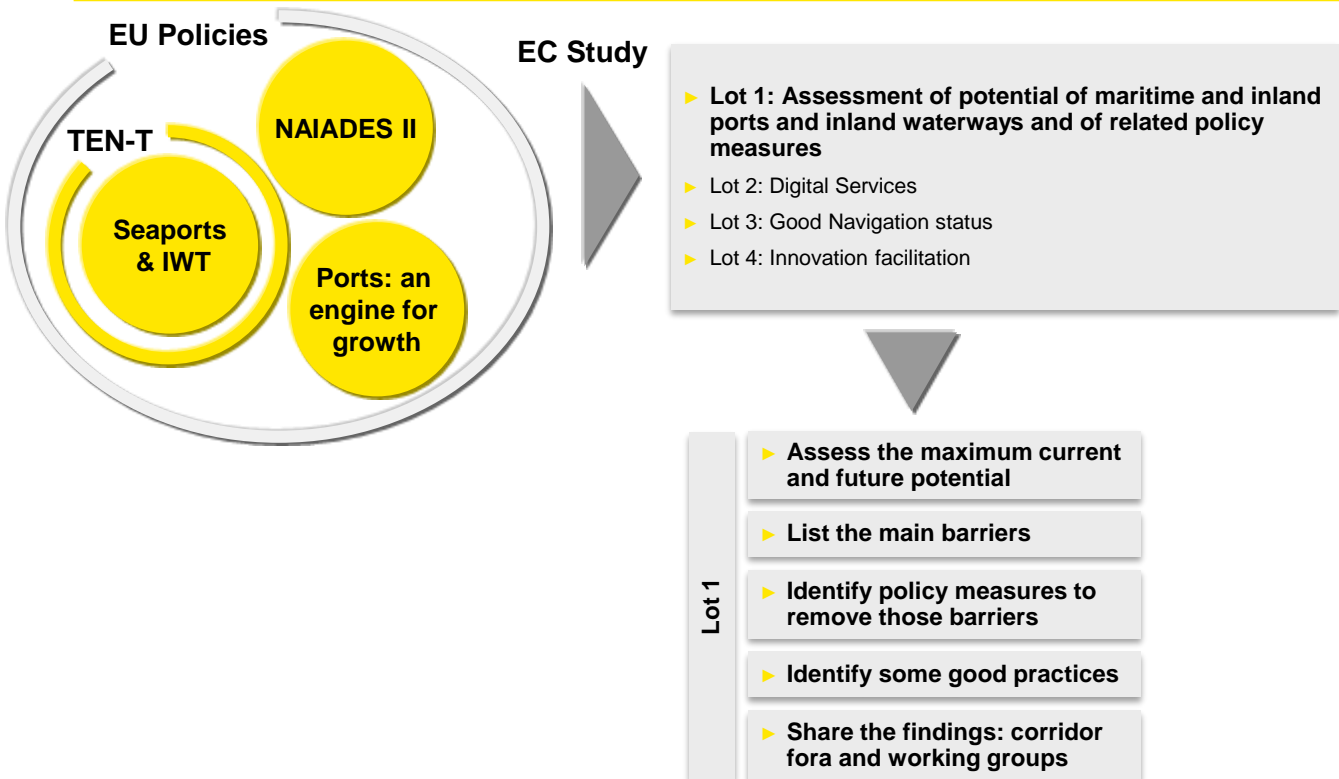 EU Policies
TEN-T
NAIADES II
Seaports
& IWT
Ports: an
engine for
growth
EC Study
► Lot 1: Assessment of potential of maritime and inland
ports and inland waterways and of related policy
measures
► Lot 2: Digital Services
► Lot 3: Good Navigation status
► Lot 4: Innovation facilitation
Lot 1
► Assess the maximum current
and future potential
► List the main barriers
► Identify policy measures to
remove those barriers
► Identify some good practices
► Share the findings: corridor
fora and working groups